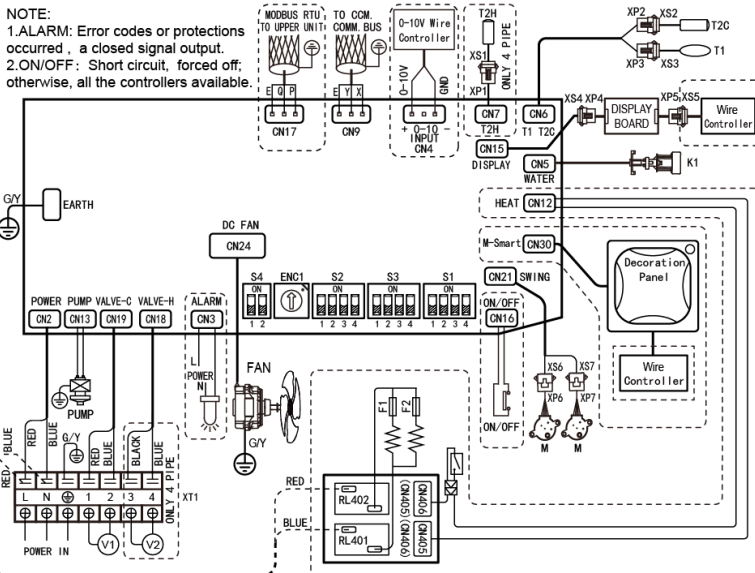 NOTE:
1.ALARM: Error codes or protections
occurred , a closed signal output.
2.ON/OFF: Short circuit, forced off;
otherwise, all the controllers available.
MODBUS RTU
TO UPPER UNIT
TO CCM.
COMM. BUS
0-10V Wire
Controller
T2H
ONLY 4 PIPE
XS1
XP1
XP2 XS2
T2C
XP3 XS3
T1
0-10V
GND
E Q P
E Y X
CN17
CN9
+ 0-10 -
INPUT
CN4
CN7
T2H
CN6
T1 T2C
XS4 XP4
DISPLAY
BOARD
XP5 XS5
Wire
Controller
CN15
DISPLAY
CN5
WATER
K1
G/Y
EARTH
HEAT CN12
DC FAN
CN24
M-Smart CN30
Decoration
Panel
CN21 SWING
S4
ON
1 2
ENC1
S2
ON
1 2 3 4
S3
ON
1 2 3 4
S1
ON
1 2 3 4
POWER PUMP VALVE-C VALVE-H
CN2 CN13 CN19 CN18
ALARM
CN3
ON/OFF
CN16
Wire
Controller
L
POWER
N
FAN
G/Y
PUMP
XS6
XS7
XP6
XP7
M
M
ON/OFF
F1
F2
RED
BLUE
G/Y
RED
BLUE
BLACK
BLUE
ONLY 4 PIPE
RED
BLUE
L N 1 2 3 4
XT1
POWER IN
V1
V2
RED
BLUE
RL402
RL401
(CN405)
(CN406)
CN406
CN405